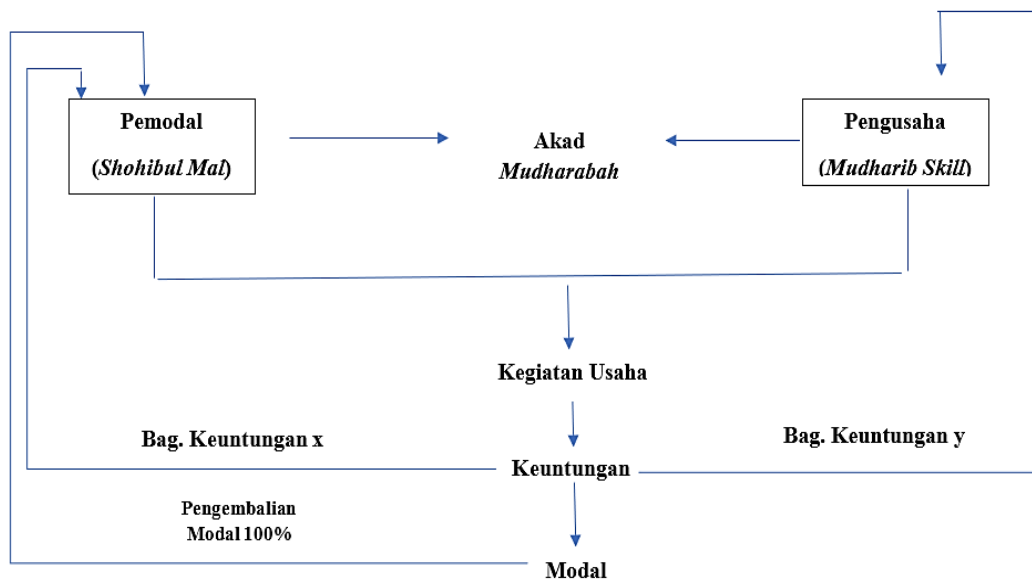 Pemodal
(Shohibul Mal)
Akad
Mudharabah
Pengusaha
(Mudharib Skill)
Kegiatan Usaha
Bag. Keuntungan x
Bag. Keuntungan y
Keuntungan
Pengembalian
Modal 100%
Modal